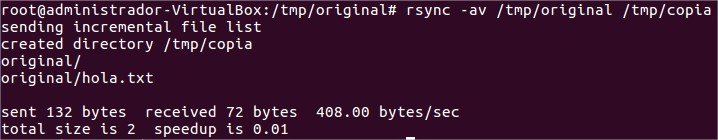 root@administrador-VirtualBox:/tmp/original# rsync -av /tmp/original /tmp/copia
sending incremental file list
created directory /tmp/copia
original/
original/hola.txt

sent 132 bytes  received 72 bytes  408.00 bytes/sec
total size is 2  speedup is 0.01